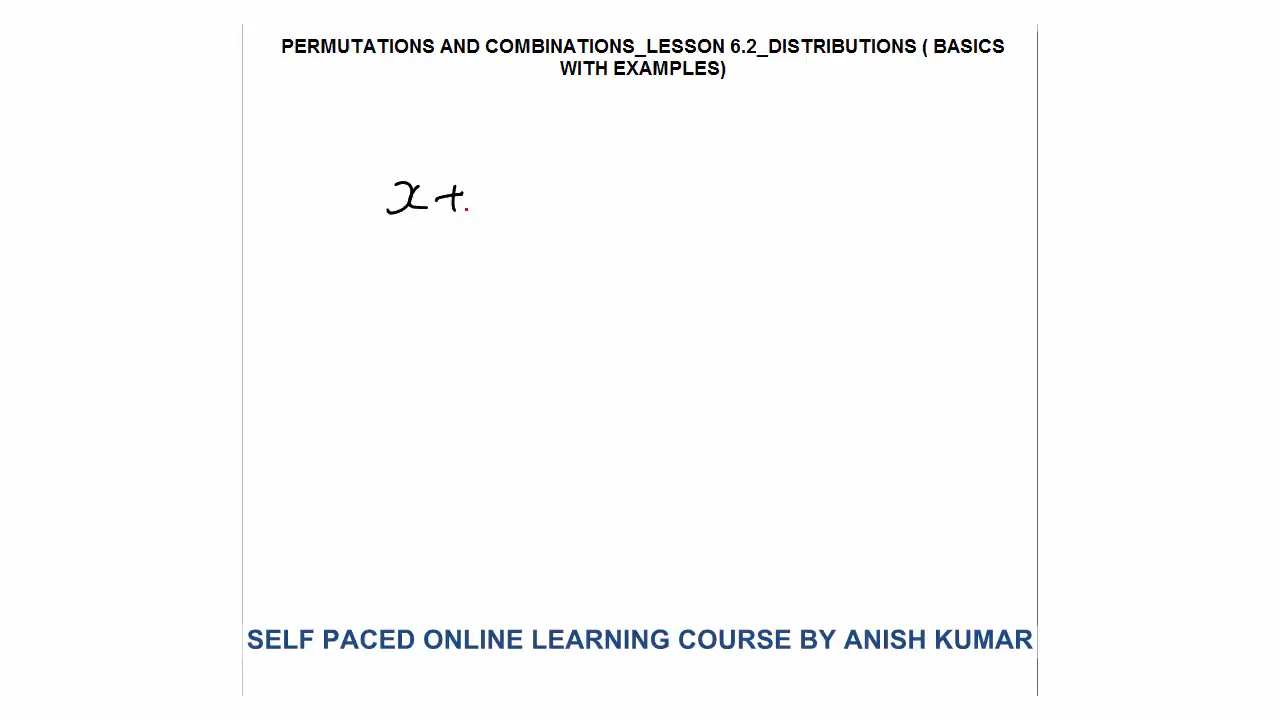 PERMUTATIONS AND COMBINATIONS_LESSON 6.2_DISTRIBUTIONS ( BASICS
WITH EXAMPLES)
x+
SELF PACED ONLINE LEARNING COURSE BY ANISH KUMAR